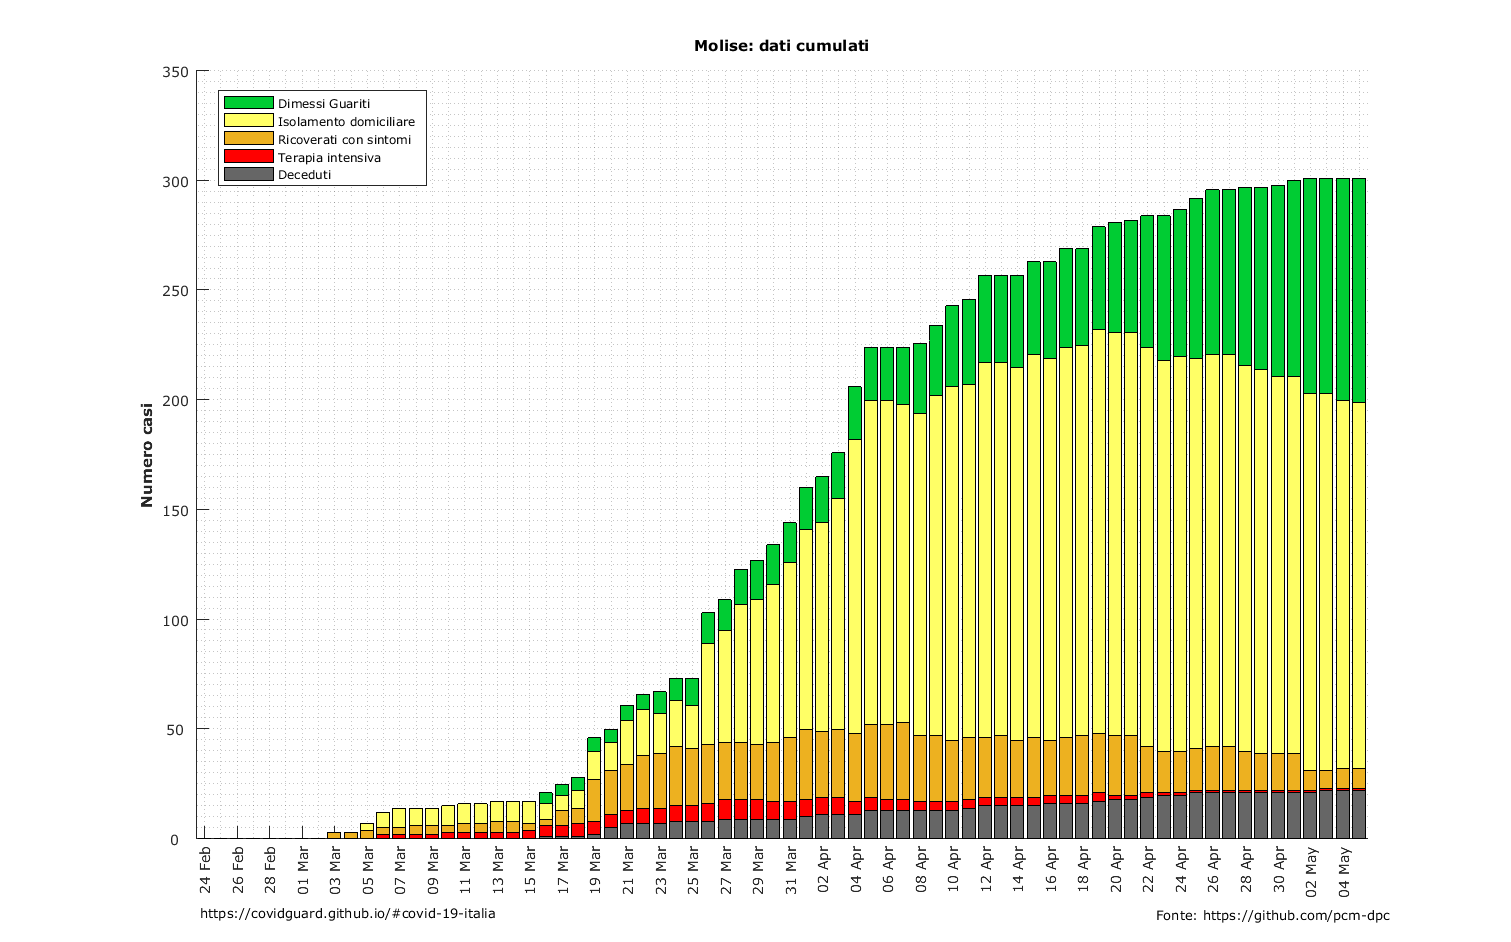 Molise: dati cumulati
350
300
250
200
150
100
50
0
Numero casi
Dimessi Guariti
Isolamento domiciliare
Ricoverati con sintomi
Terapia intensiva
Deceduti
24 Feb
26 Feb
28 Feb
01 Mar
03 Mar
05 Mar
07 Mar
09 Mar
11 Mar
13 Mar
15 Mar
17 Mar
19 Mar
21 Mar
23 Mar
25 Mar
27 Mar
29 Mar
31 Mar
02 Apr
04 Apr
06 Apr
08 Apr
10 Apr
12 Apr
14 Apr
16 Apr
18 Apr
20 Apr
22 Apr
24 Apr
26 Apr
28 Apr
30 Apr
02 May
04 May
https://covidguard.github.io/#covid-19-italia
Fonte: https://github.com/pcm-dpc